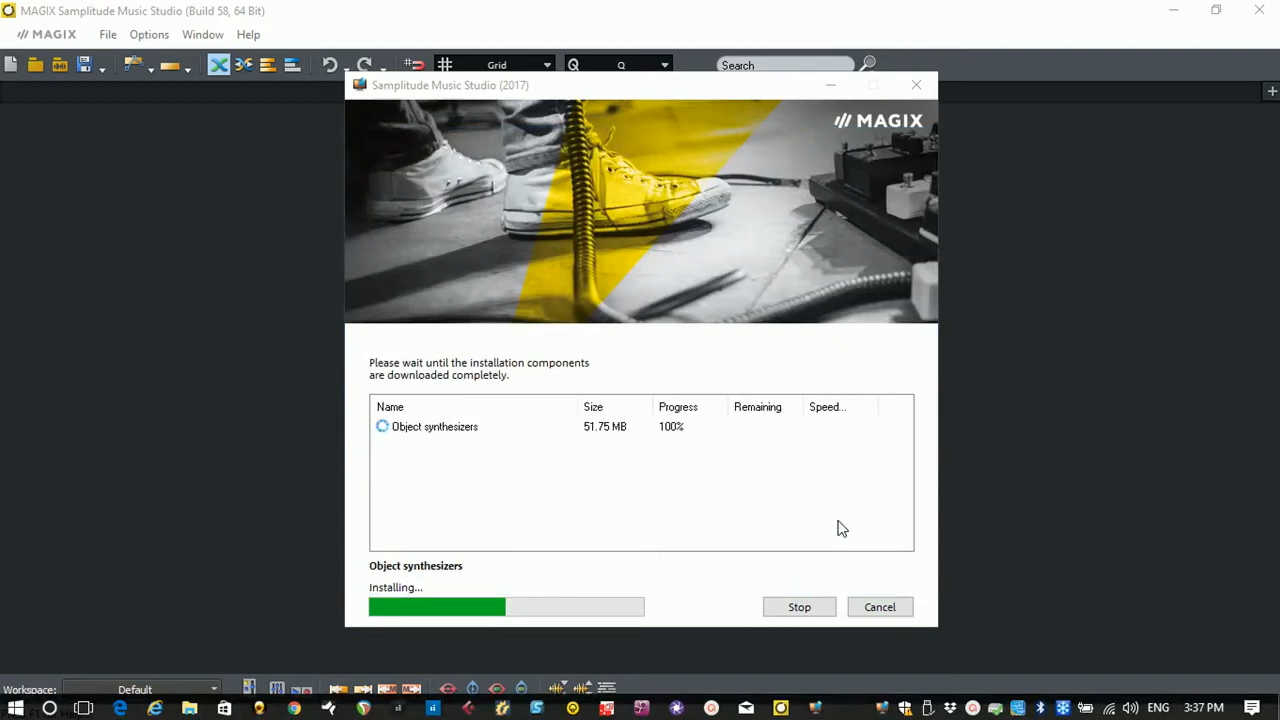 MAGIX Samplitude Music Studio (Build 58, 64 Bit)
MAGIX File Options Window Help
Grid Q Search
Samplitude Music Studio (2017)
MAGIX
Please wait until the installation components
are downloaded completely.
Name Size Progress Remaining Speed...
Object synthesizers 51.75 MB 100%
Object synthesizers
Installing...
Stop Cancel
Workspace: Default
ENG 3:37 PM